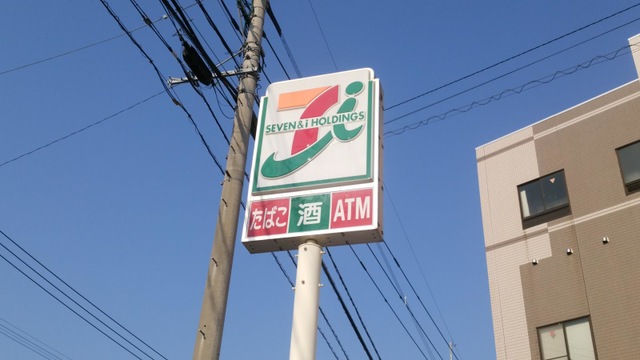 SEVEN & i HOLDINGS
たばこ 酒 ATM